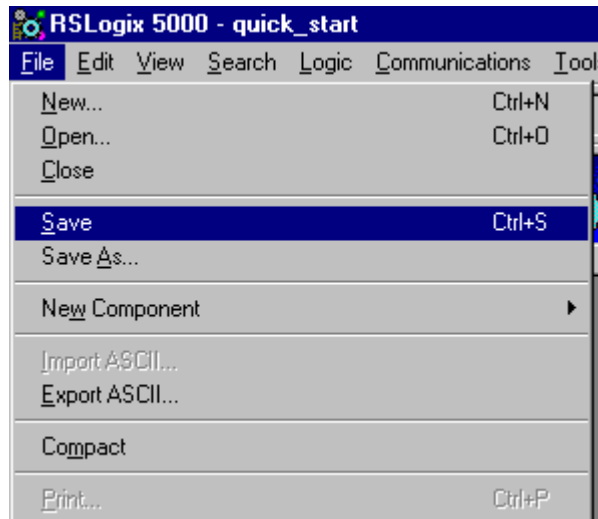 RSLogix 5000 - quick_start
File Edit View Search Logic Communications Tool
New... Ctrl+N
Open... Ctrl+O
Close
Save Ctrl+S
Save As...
New Component
Import ASCII...
Export ASCII...
Compact
Print... Ctrl+P